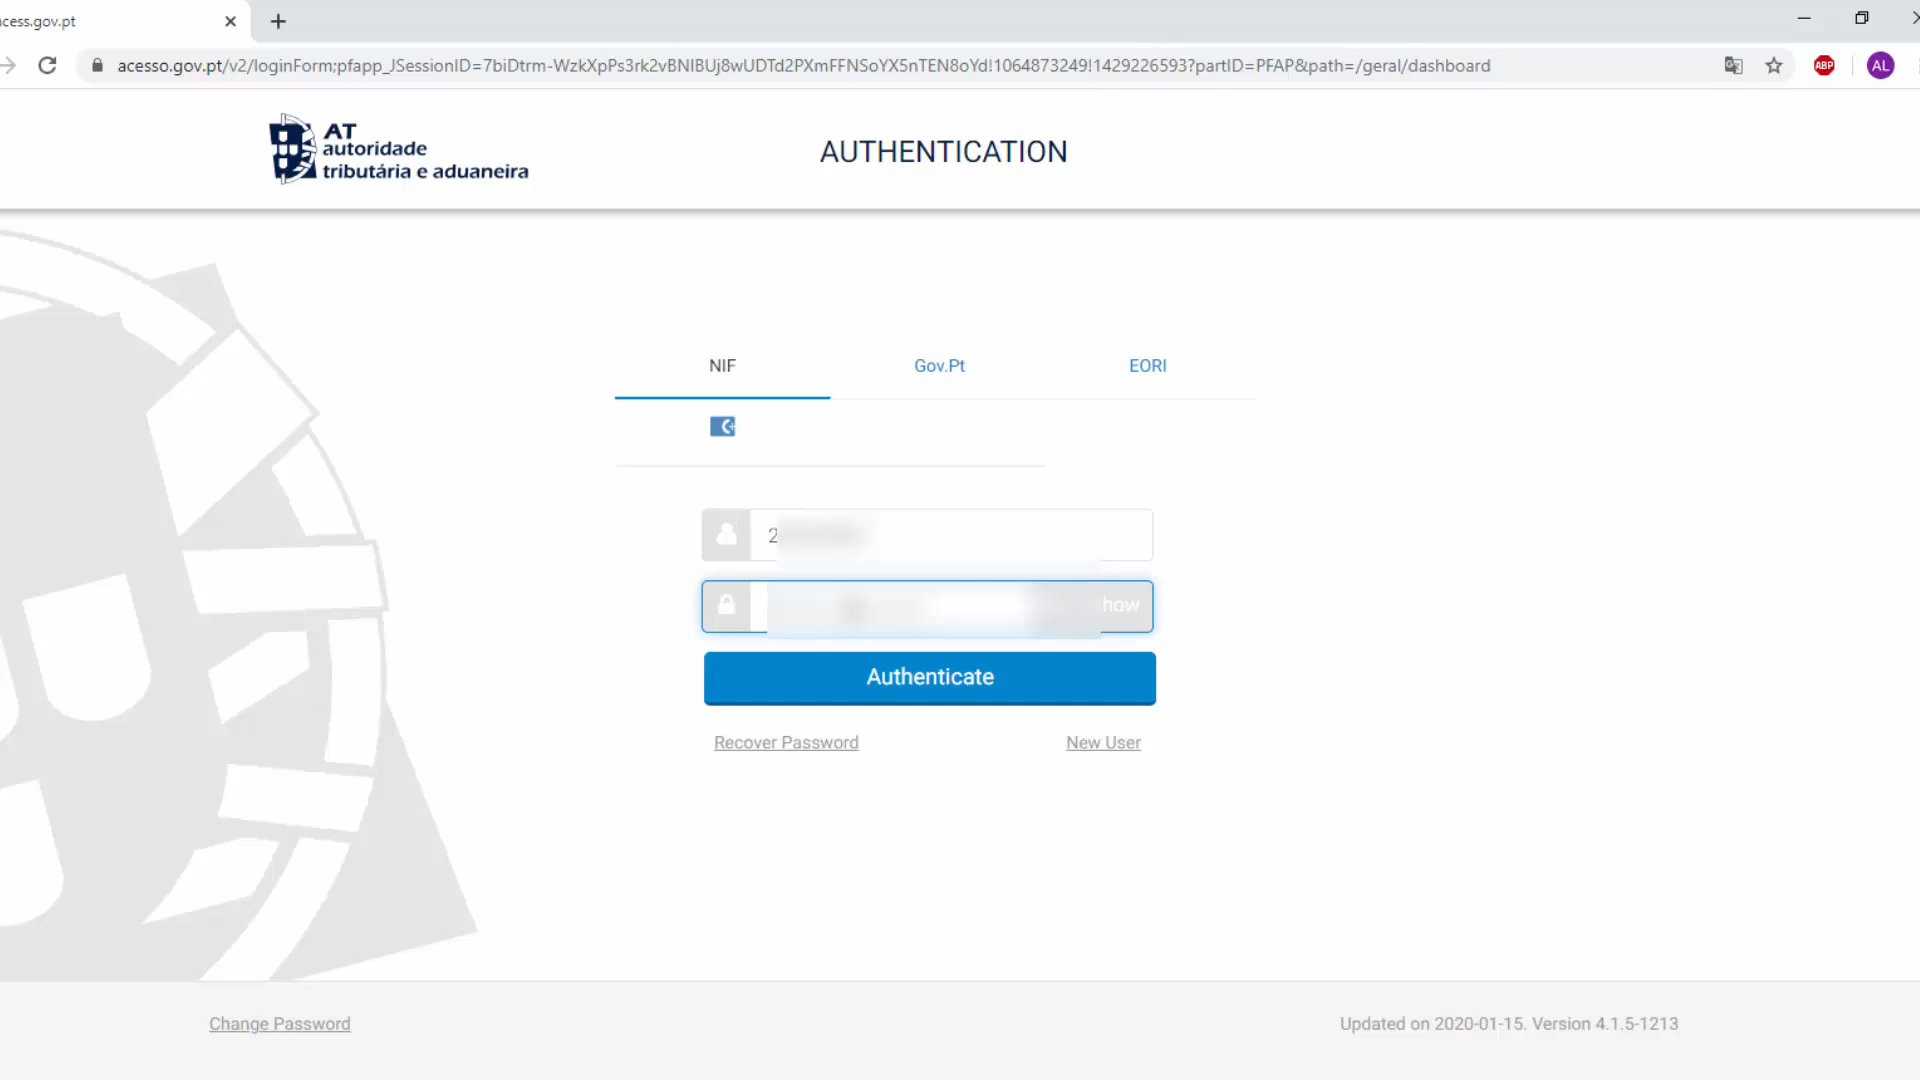 cess.gov.pt
acesso.gov.pt/v2/loginForm;pfapp_JSessionID=7biDtrm-WzkXpPs3rk2vBNIBUj8wUDTd2PXmFFNSoYX5nTEN8oYd!1064873249!1429226593?partID=PFAP&path=/geral/dashboard
ABP
AL
AT
autoridade
tributária e aduaneira
AUTHENTICATION
NIF
Gov.Pt
EORI
2
how
Authenticate
Recover Password
New User
Change Password
Updated on 2020-01-15. Version 4.1.5-1213